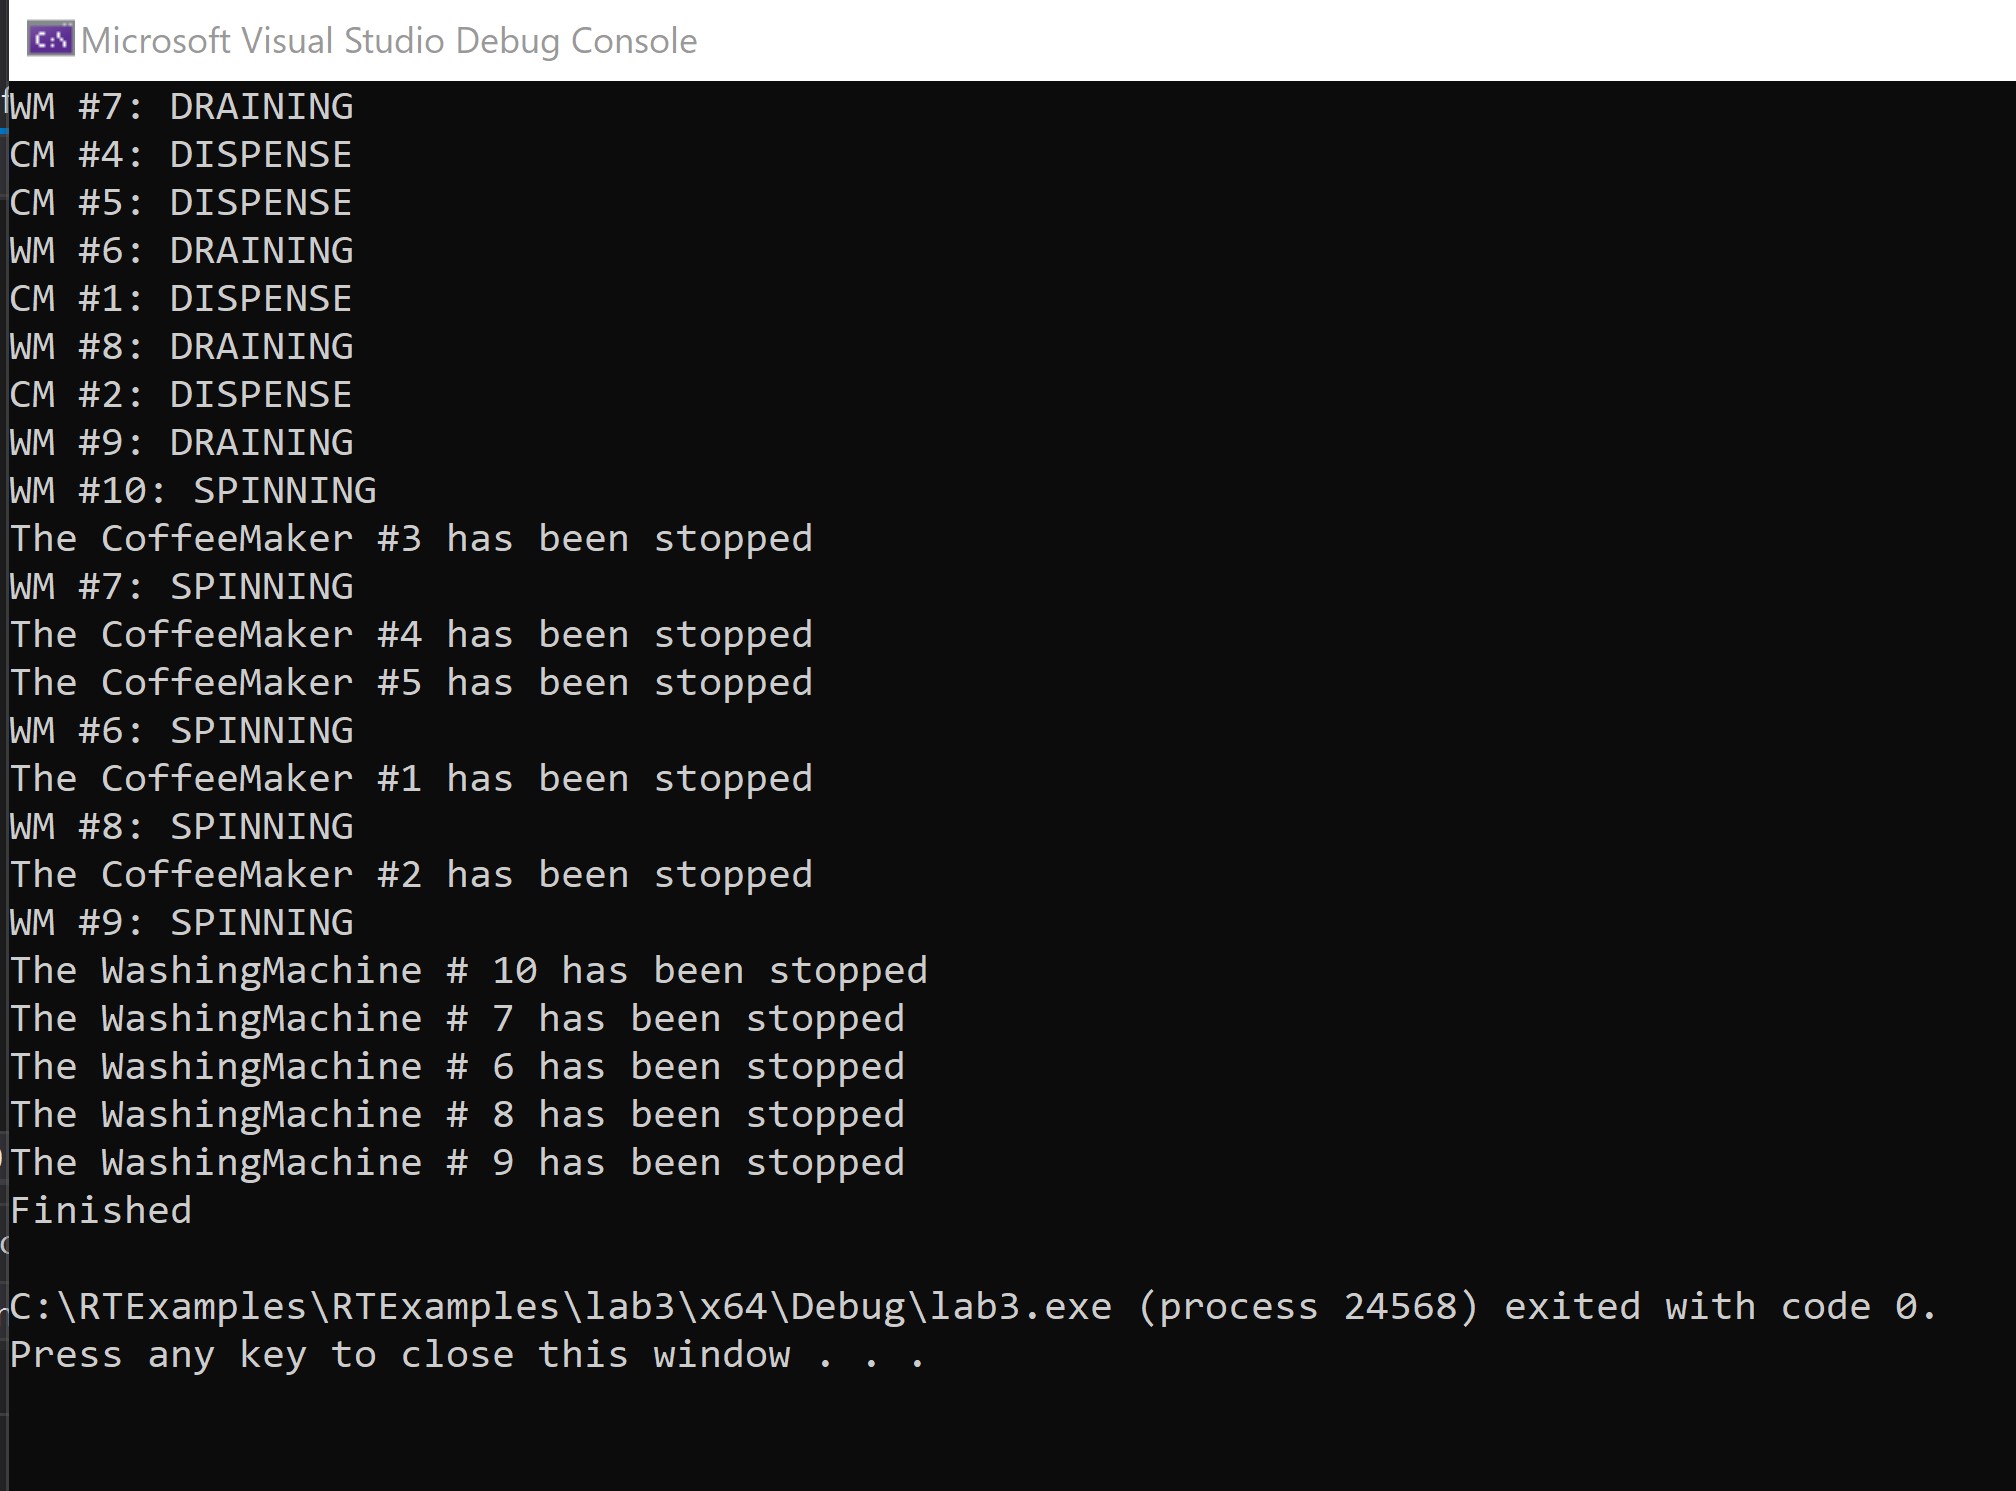 Microsoft Visual Studio Debug Console
WM #7: DRAINING
CM #4: DISPENSE
CM #5: DISPENSE
WM #6: DRAINING
CM #1: DISPENSE
WM #8: DRAINING
CM #2: DISPENSE
WM #9: DRAINING
WM #10: SPINNING
The CoffeeMaker #3 has been stopped
WM #7: SPINNING
The CoffeeMaker #4 has been stopped
The CoffeeMaker #5 has been stopped
WM #6: SPINNING
The CoffeeMaker #1 has been stopped
WM #8: SPINNING
The CoffeeMaker #2 has been stopped
WM #9: SPINNING
The WashingMachine # 10 has been stopped
The WashingMachine # 7 has been stopped
The WashingMachine # 6 has been stopped
The WashingMachine # 8 has been stopped
The WashingMachine # 9 has been stopped
Finished
C:\RTExamples\RTExamples\lab3\x64\Debug\lab3.exe (process 24568) exited with code 0.
Press any key to close this window . . .